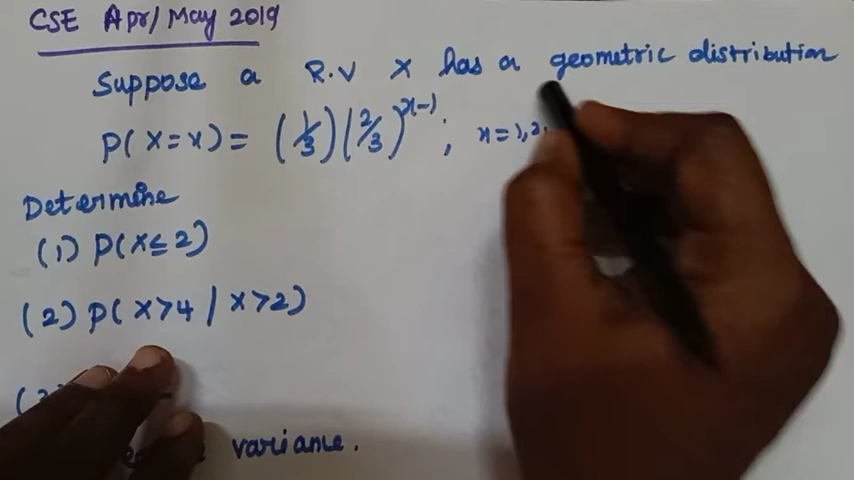 CSE Apr/May 2019
Suppose a R.V X has a geometric distribution
P(X=x) = (1/3)(2/3)^{x-1} ; x=1,2,
Determine
(1) P(X≤2)
(2) P(X>4 / X>2)
variance.